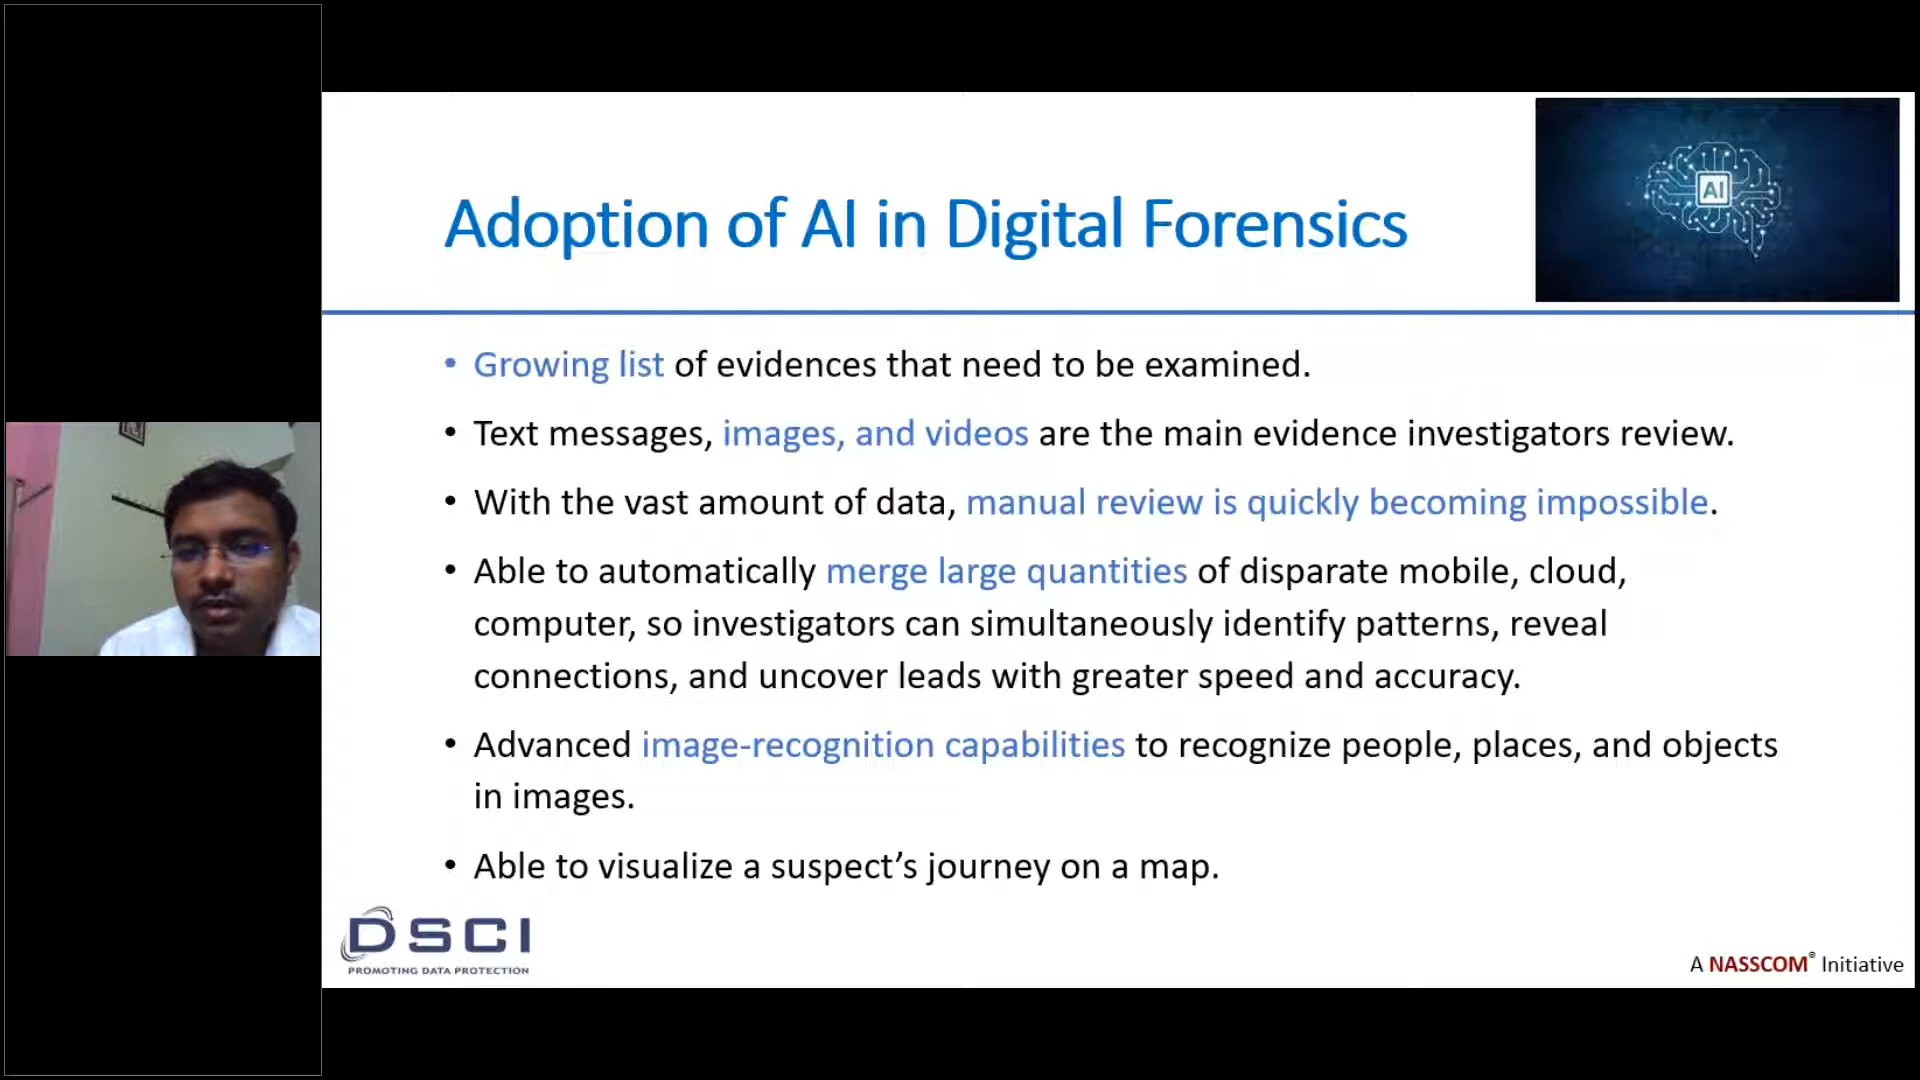 AI
Adoption of AI in Digital Forensics
• Growing list of evidences that need to be examined.
• Text messages, images, and videos are the main evidence investigators review.
• With the vast amount of data, manual review is quickly becoming impossible.
• Able to automatically merge large quantities of disparate mobile, cloud,
computer, so investigators can simultaneously identify patterns, reveal
connections, and uncover leads with greater speed and accuracy.
• Advanced image-recognition capabilities to recognize people, places, and objects
in images.
• Able to visualize a suspect’s journey on a map.
DSCI
PROMOTING DATA PROTECTION
A NASSCOM® Initiative